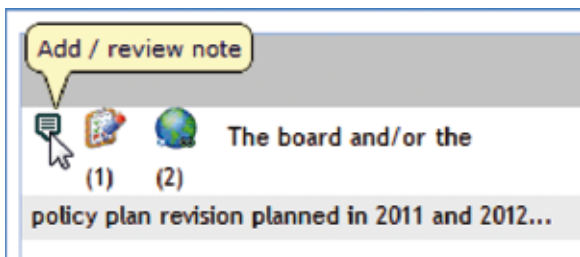 Add / review note
The board and/or the
(1) (2)
policy plan revision planned in 2011 and 2012...